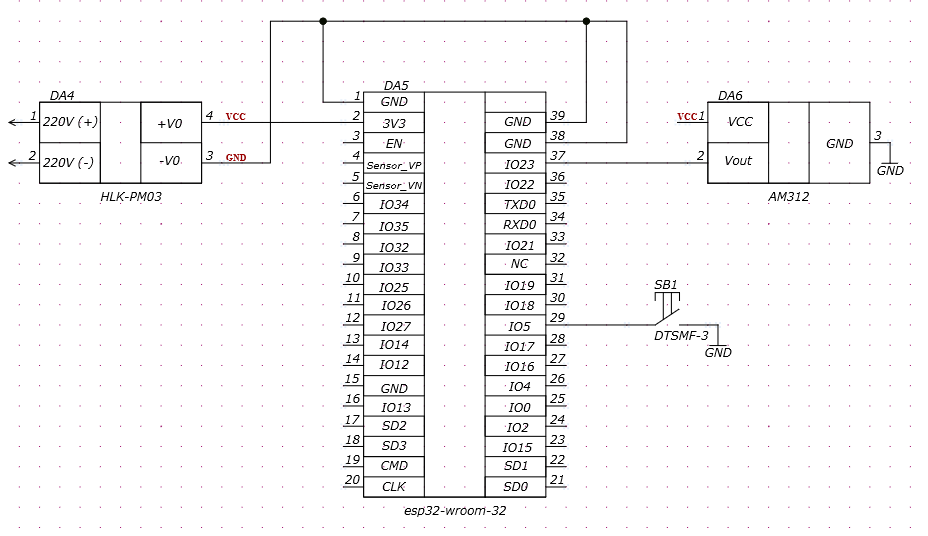 DA4
1 220V (+) +V0 4 VCC
2 220V (-) -V0 3 GND
HLK-PM03
DA5
1 GND
2 3V3 GND 39
3 EN GND 38
4 Sensor_VP IO23 37
5 Sensor_VN IO22 36
6 IO34 TXD0 35
7 IO35 RXD0 34
8 IO32 IO21 33
9 IO33 NC 32
10 IO25 IO19 31
11 IO26 IO18 30
12 IO27 IO5 29
13 IO14 IO17 28
14 IO12 IO16 27
15 GND IO4 26
16 IO13 IO0 25
17 SD2 IO2 24
18 SD3 IO15 23
19 CMD SD1 22
20 CLK SD0 21
esp32-wroom-32
DA6
VCC 1 VCC GND 3
2 Vout
GND
AM312
SB1
DTSMF-3
GND